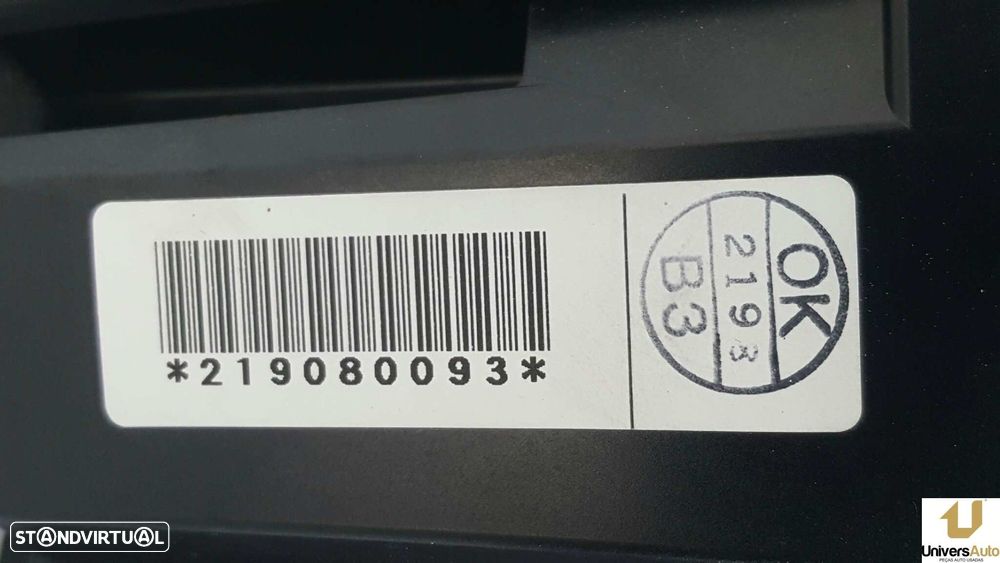 *219080093*
OK
2193
B3
STANDVIRTUAL
UniversAuto
PEÇAS AUTO USADAS